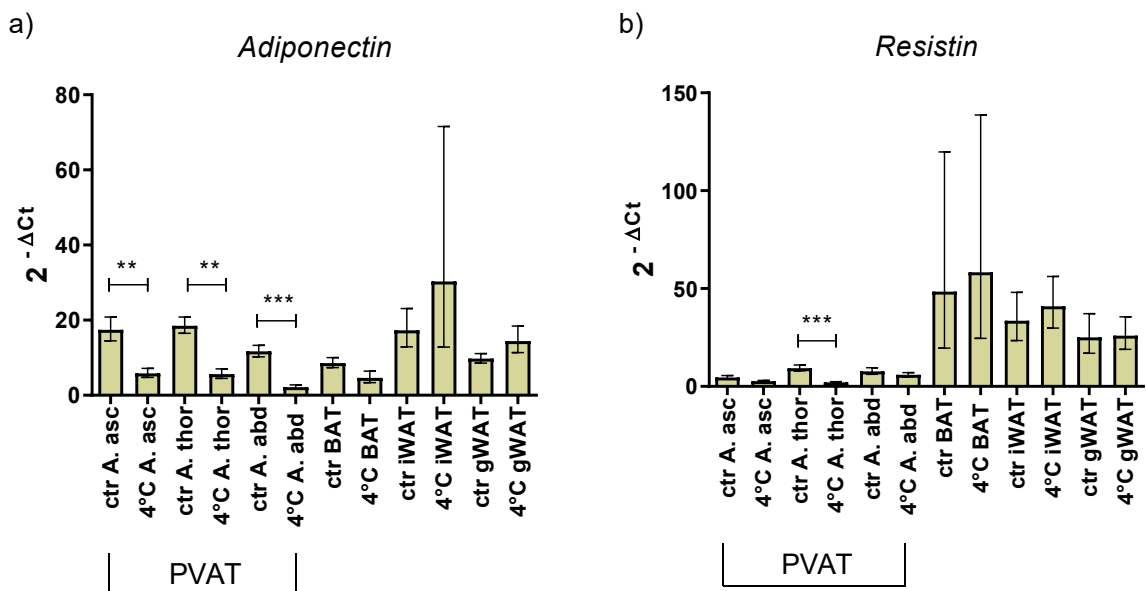 a)
Adiponectin
2 - ΔCt
80
60
40
20
0
**
**
***
ctr A. asc
4°C A. asc
ctr A. thor
4°C A. thor
ctr A. abd
4°C A. abd
ctr BAT
4°C BAT
ctr iWAT
4°C iWAT
ctr gWAT
4°C gWAT
PVAT
b)
Resistin
2 - ΔCt
150
100
50
0
***
ctr A. asc
4°C A. asc
ctr A. thor
4°C A. thor
ctr A. abd
4°C A. abd
ctr BAT
4°C BAT
ctr iWAT
4°C iWAT
ctr gWAT
4°C gWAT
PVAT